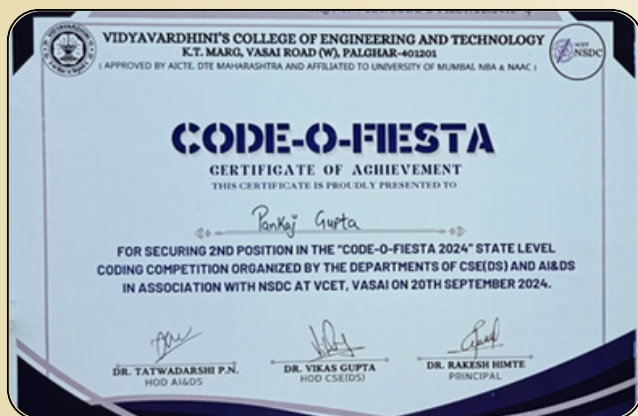 VIDYAVARDHINI'S COLLEGE OF ENGINEERING AND TECHNOLOGY
K.T. MARG, VASAI ROAD (W), PALGHAR-401201
( APPROVED BY AICTE, DTE MAHARASHTRA AND AFFILIATED TO UNIVERSITY OF MUMBAI, NBA & NAAC )
VCET
NSDC
CODE-O-FIESTA
CERTIFICATE OF ACHIEVEMENT
THIS CERTIFICATE IS PROUDLY PRESENTED TO
Pankaj Gupta
FOR SECURING 2ND POSITION IN THE "CODE-O-FIESTA 2024" STATE LEVEL
CODING COMPETITION ORGANIZED BY THE DEPARTMENTS OF CSE(DS) AND AI&DS
IN ASSOCIATION WITH NSDC AT VCET, VASAI ON 20TH SEPTEMBER 2024.
DR. TATWADARSHI P.N.
HOD AI&DS
DR. VIKAS GUPTA
HOD CSE(DS)
DR. RAKESH HIMTE
PRINCIPAL